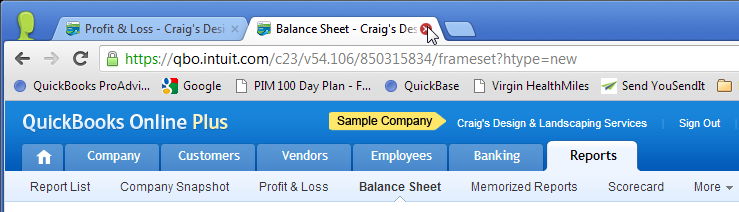 Profit & Loss - Craig's Desi Balance Sheet - Craig's Des
https://qbo.intuit.com/c23/v54.106/850315834/frameset?htype=new
QuickBooks ProAdvi... Google PIM 100 Day Plan - F... QuickBase Virgin HealthMiles Send YouSendIt
QuickBooks Online Plus Sample Company Craig's Design & Landscaping Services Sign Out
Company Customers Vendors Employees Banking Reports
Report List Company Snapshot Profit & Loss Balance Sheet Memorized Reports Scorecard More